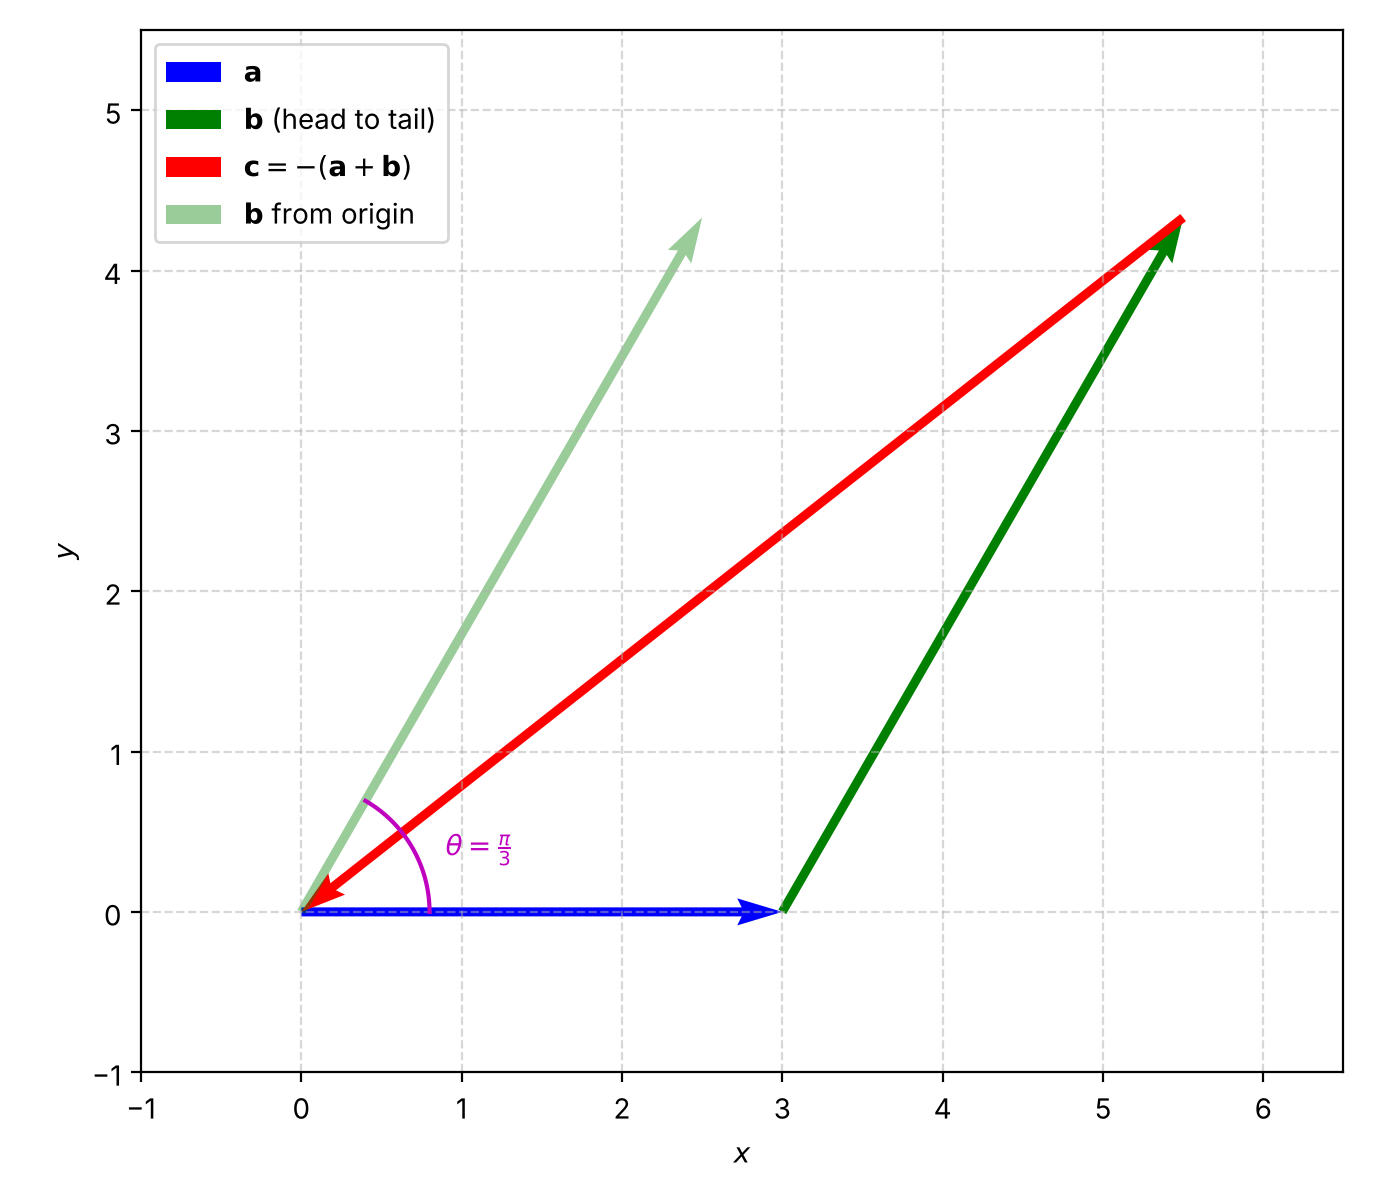 a
b (head to tail)
c = −(a + b)
b from origin
5
4
3
2
1
0
−1
y
θ = π/3
−1 0 1 2 3 4 5 6
x